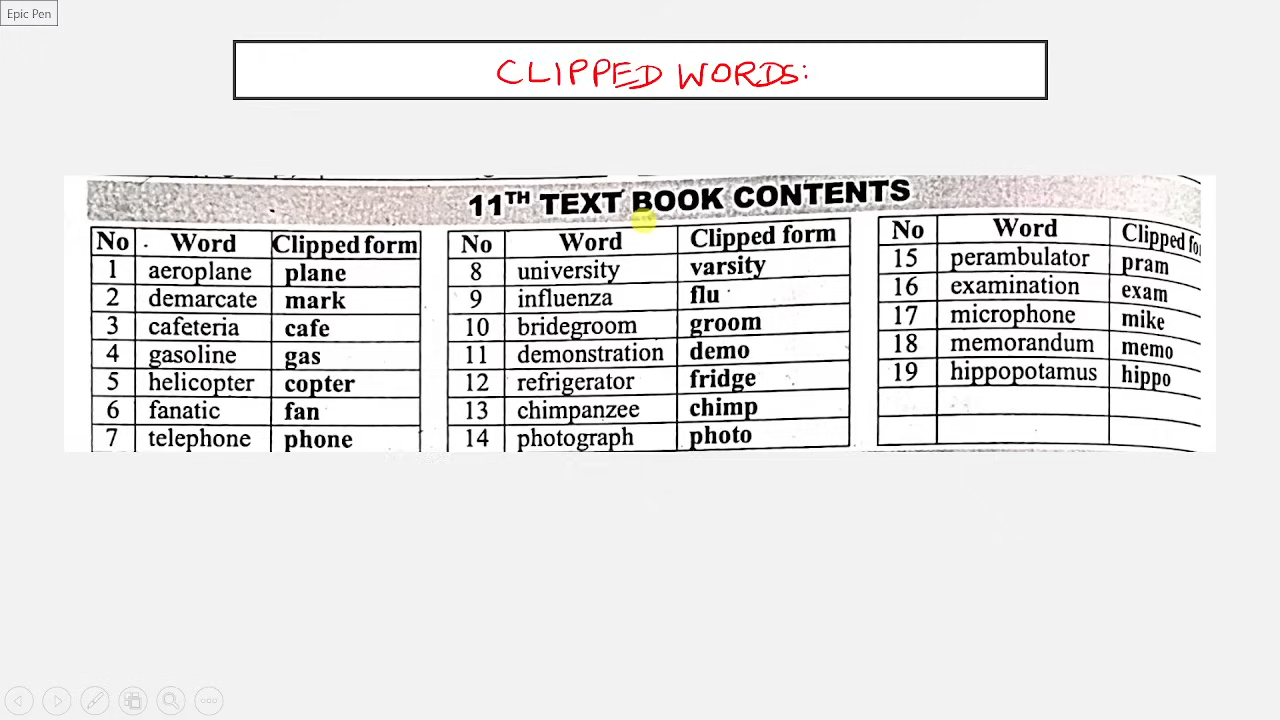 Epic Pen
CLIPPED WORDS:
11TH TEXT BOOK CONTENTS
No Word Clipped form
1 aeroplane plane
2 demarcate mark
3 cafeteria cafe
4 gasoline gas
5 helicopter copter
6 fanatic fan
7 telephone phone
No Word Clipped form
8 university varsity
9 influenza flu
10 bridegroom groom
11 demonstration demo
12 refrigerator fridge
13 chimpanzee chimp
14 photograph photo
No Word Clipped
15 perambulator pram
16 examination exam
17 microphone mike
18 memorandum memo
19 hippopotamus hippo